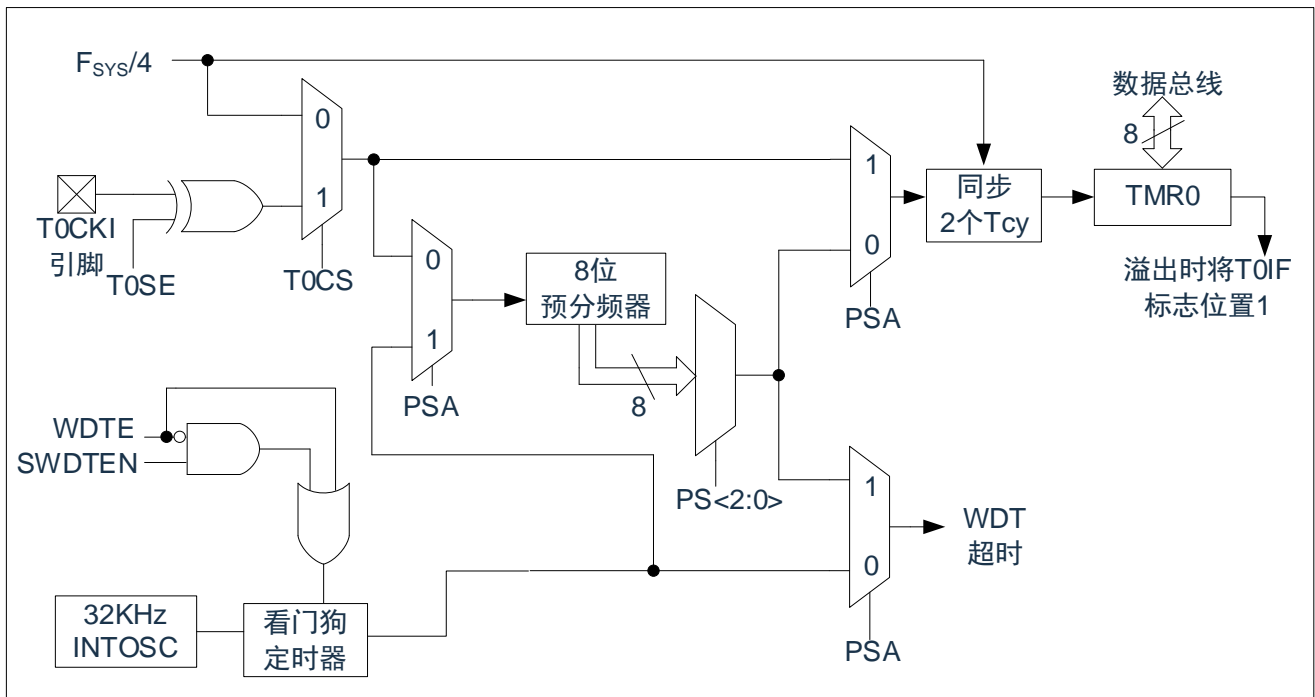 FSYS/4
数据总线
8
0
1
1
0
同步
2个Tcy
TMR0
T0CKI
引脚
T0SE
T0CS
0
1
8位
预分频器
PSA
溢出时将T0IF
标志位置1
PSA
8
WDTE
SWDTEN
PS<2:0>
1
0
WDT
超时
32KHz
INTOSC
看门狗
定时器
PSA